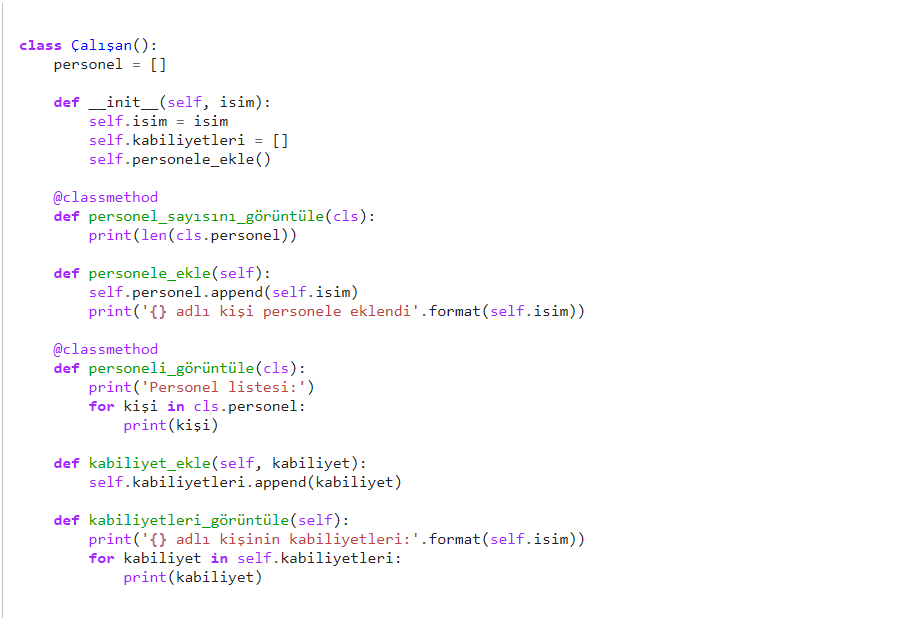 class Çalışan():
    personel = []
    def __init__(self, isim):
        self.isim = isim
        self.kabiliyetleri = []
        self.personele_ekle()
    @classmethod
    def personel_sayısını_görüntüle(cls):
        print(len(cls.personel))
    def personele_ekle(self):
        self.personel.append(self.isim)
        print('{} adlı kişi personele eklendi'.format(self.isim))
    @classmethod
    def personeli_görüntüle(cls):
        print('Personel listesi:')
        for kişi in cls.personel:
            print(kişi)
    def kabiliyet_ekle(self, kabiliyet):
        self.kabiliyetleri.append(kabiliyet)
    def kabiliyetleri_görüntüle(self):
        print('{} adlı kişinin kabiliyetleri:'.format(self.isim))
        for kabiliyet in self.kabiliyetleri:
            print(kabiliyet)